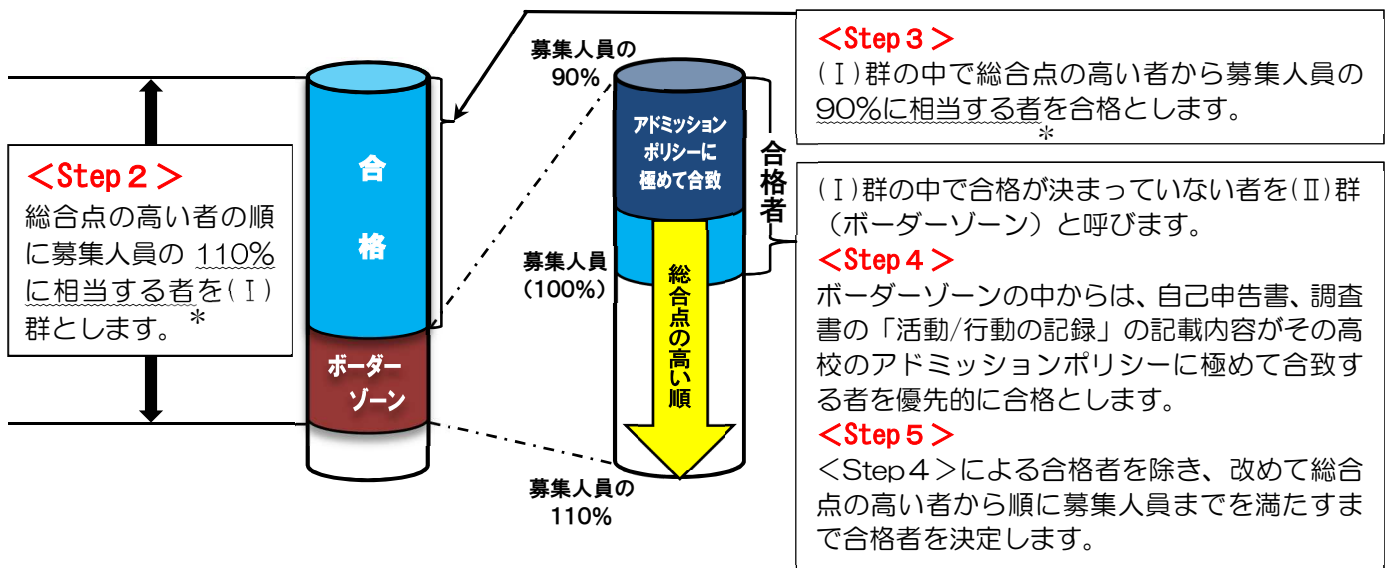 <Step2>
総合点の高い者の順
に募集人員の 110%
に相当する者を(Ⅰ)
群とします。 *
合
格
ボーダー
ゾーン
募集人員の
90%
募集人員
(100%)
募集人員の
110%
アドミッション
ポリシーに
極めて合致
総合点の高い順
合格者
<Step3>
(Ⅰ)群の中で総合点の高い者から募集人員の
90%に相当する者を合格とします。
*
(Ⅰ)群の中で合格が決まっていない者を(Ⅱ)群
(ボーダーゾーン)と呼びます。
<Step4>
ボーダーゾーンの中からは、自己申告書、調査
書の「活動/行動の記録」の記載内容がその高
校のアドミッションポリシーに極めて合致す
る者を優先的に合格とします。
<Step5>
<Step4>による合格者を除き、改めて総合
点の高い者から順に募集人員までを満たすま
で合格者を決定します。